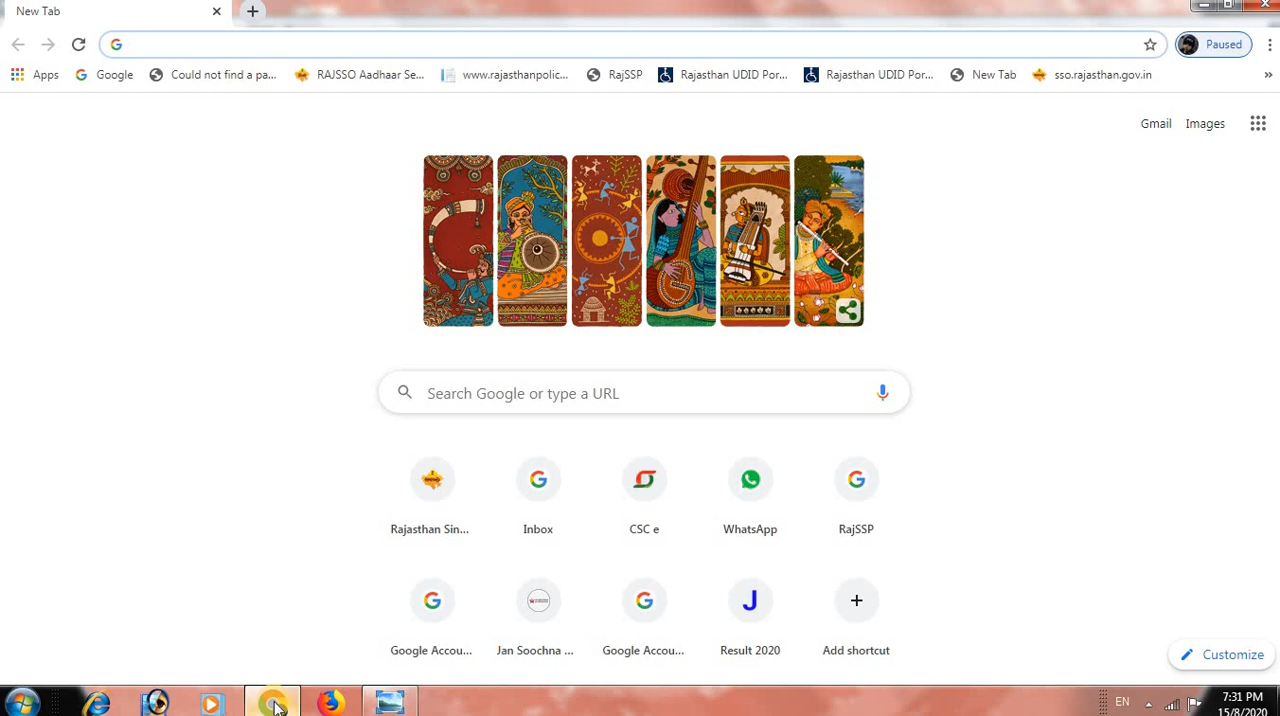 New Tab
Paused
Apps Google Could not find a pa... RAJSSO Aadhaar Se... www.rajasthanpolic... RajSSP Rajasthan UDID Por... Rajasthan UDID Por... New Tab sso.rajasthan.gov.in »
Gmail Images
Search Google or type a URL
Rajasthan Sin... Inbox CSC e WhatsApp RajSSP
Google Accou... Jan Soochna ... Google Accou... Result 2020 Add shortcut
Customize
EN 7:31 PM
15/8/2020